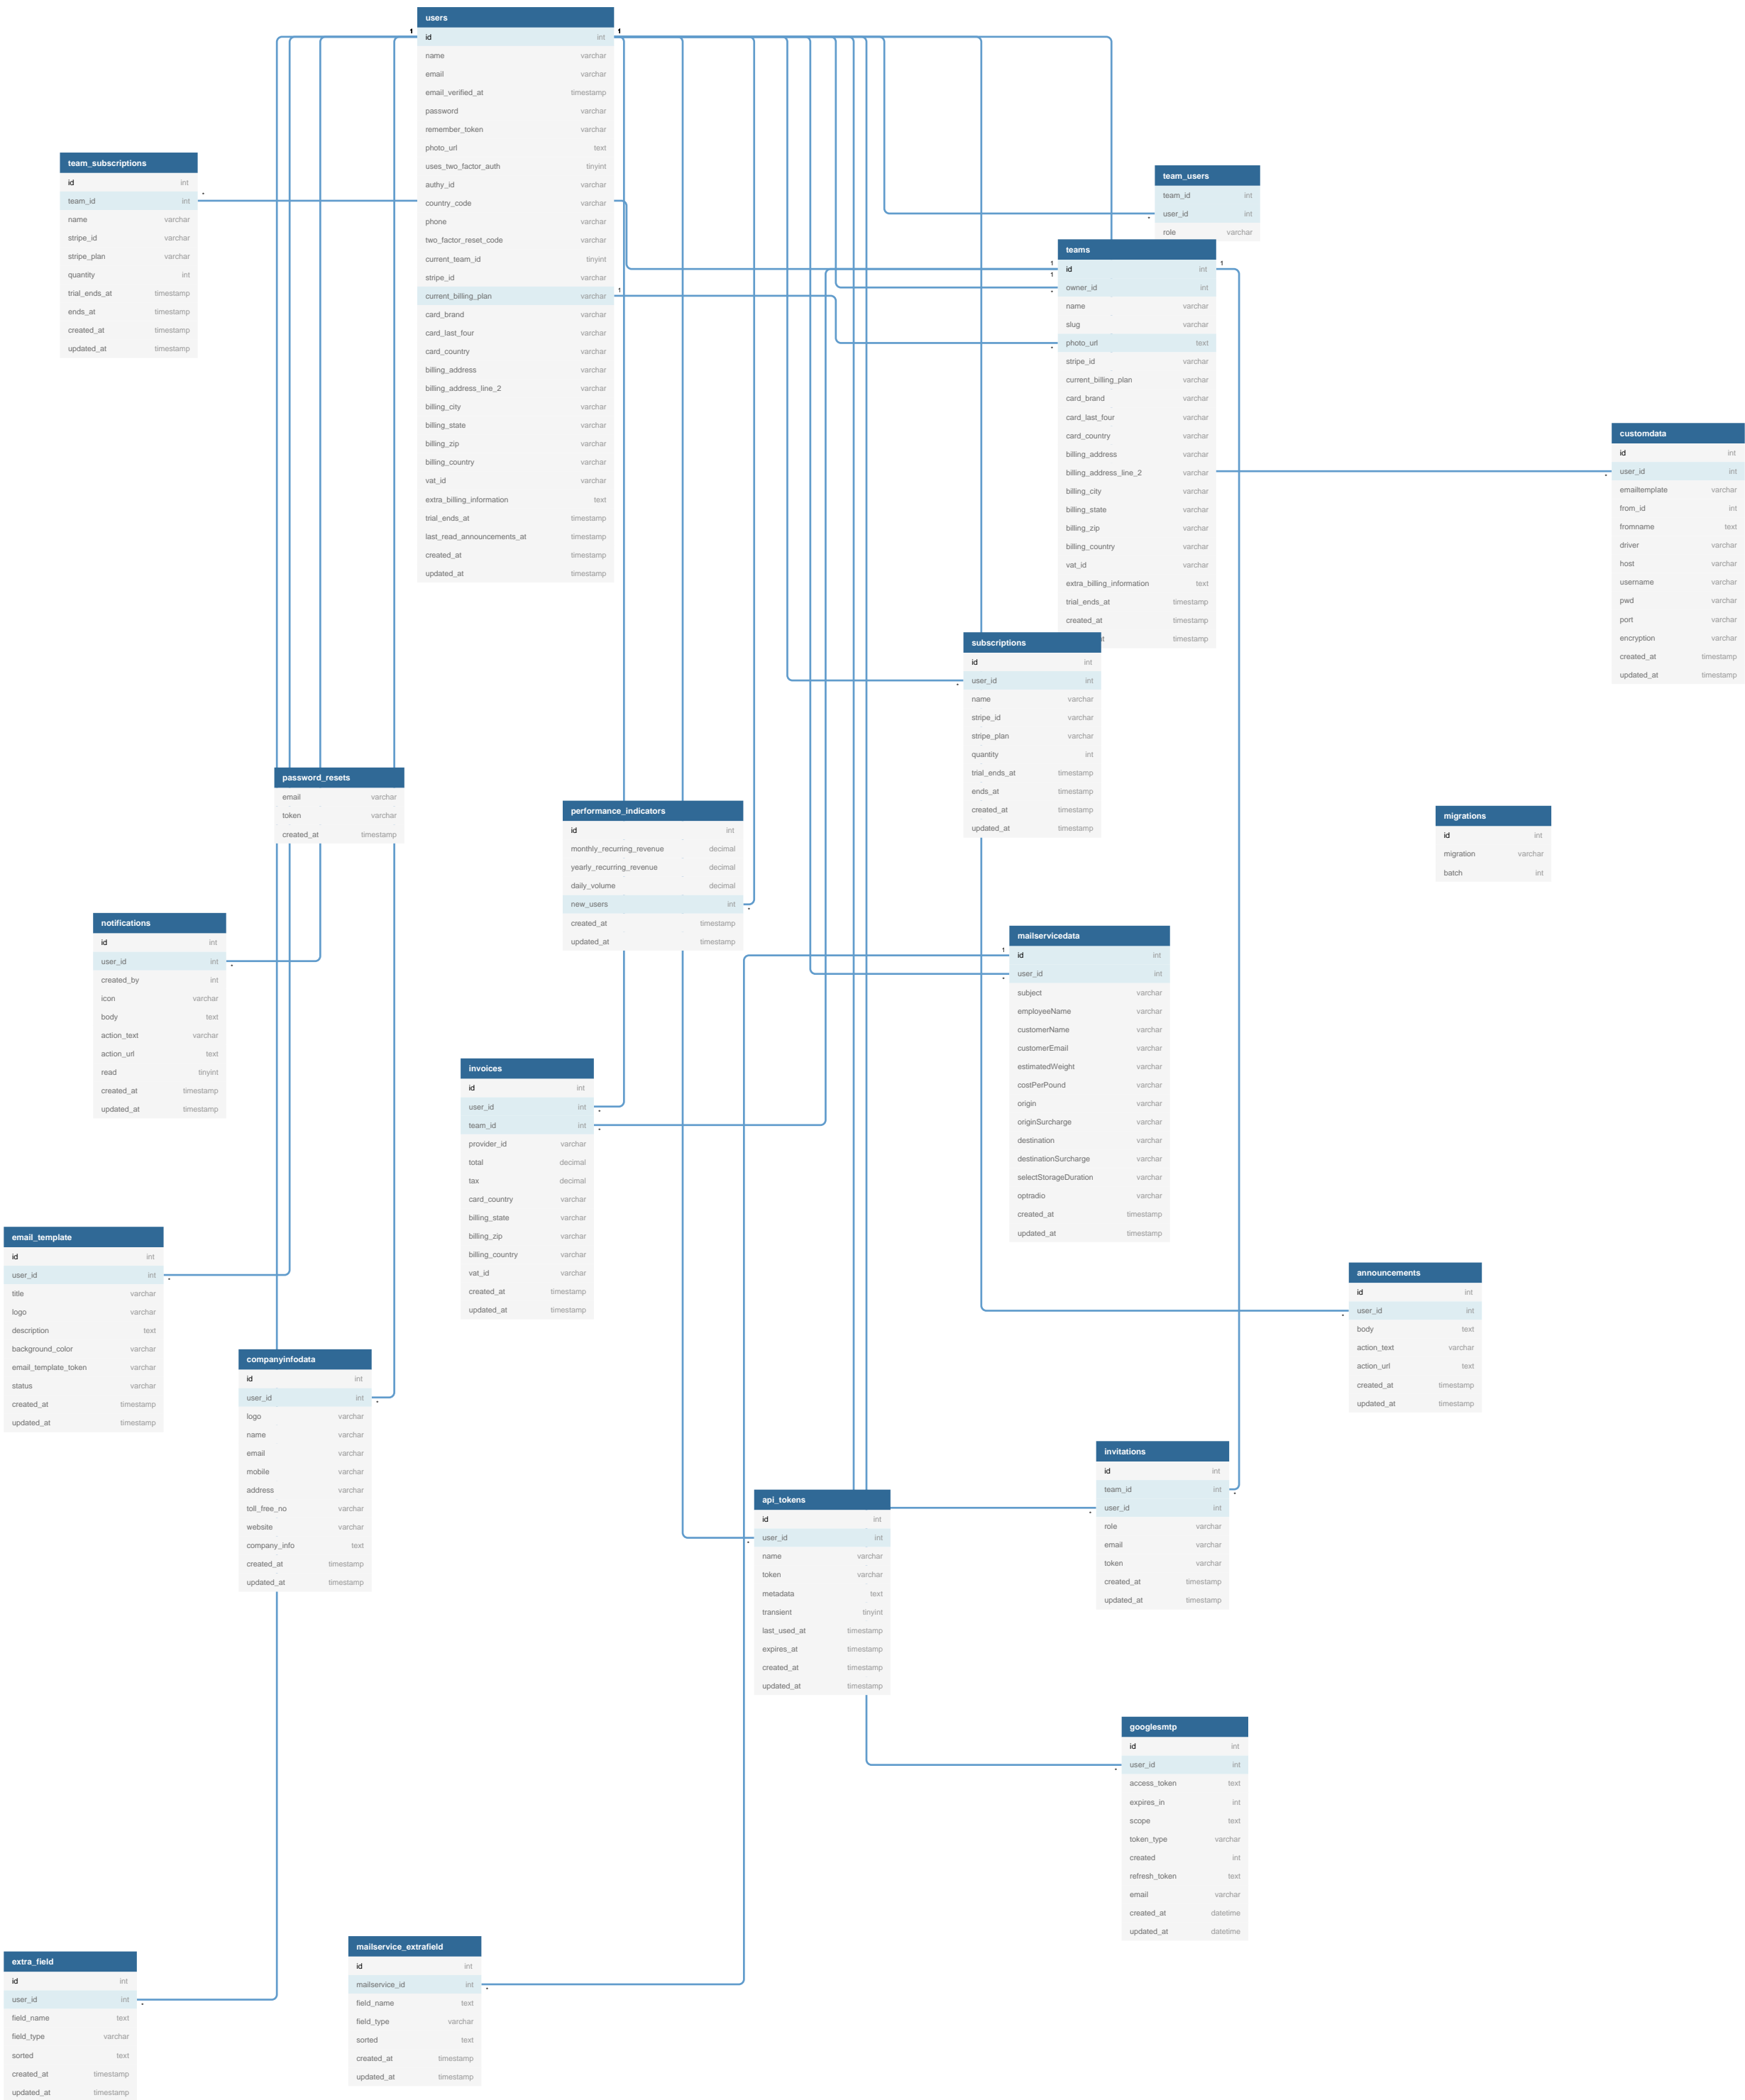 users
id int
name varchar
email varchar
email_verified_at timestamp
password varchar
remember_token varchar
photo_url text
uses_two_factor_auth tinyint
authy_id varchar
country_code varchar
phone varchar
two_factor_reset_code varchar
current_team_id tinyint
stripe_id varchar
current_billing_plan varchar
card_brand varchar
card_last_four varchar
card_country varchar
billing_address varchar
billing_address_line_2 varchar
billing_city varchar
billing_state varchar
billing_zip varchar
billing_country varchar
vat_id varchar
extra_billing_information text
trial_ends_at timestamp
last_read_announcements_at timestamp
created_at timestamp
updated_at timestamp
1
1
1
team_subscriptions
id int
team_id int
name varchar
stripe_id varchar
stripe_plan varchar
quantity int
trial_ends_at timestamp
ends_at timestamp
created_at timestamp
updated_at timestamp
*
team_users
team_id int
user_id int
role varchar
*
teams
id int
owner_id int
name varchar
slug varchar
photo_url text
stripe_id varchar
current_billing_plan varchar
card_brand varchar
card_last_four varchar
card_country varchar
billing_address varchar
billing_address_line_2 varchar
billing_city varchar
billing_state varchar
billing_zip varchar
billing_country varchar
vat_id varchar
extra_billing_information text
trial_ends_at timestamp
created_at timestamp
t timestamp
1
1
1
*
*
customdata
id int
user_id int
emailtemplate varchar
from_id int
fromname text
driver varchar
host varchar
username varchar
pwd varchar
port varchar
encryption varchar
created_at timestamp
updated_at timestamp
*
subscriptions
id int
user_id int
name varchar
stripe_id varchar
stripe_plan varchar
quantity int
trial_ends_at timestamp
ends_at timestamp
created_at timestamp
updated_at timestamp
*
password_resets
email varchar
token varchar
created_at timestamp
performance_indicators
id int
monthly_recurring_revenue decimal
yearly_recurring_revenue decimal
daily_volume decimal
new_users int
created_at timestamp
updated_at timestamp
*
migrations
id int
migration varchar
batch int
notifications
id int
user_id int
created_by int
icon varchar
body text
action_text varchar
action_url text
read tinyint
created_at timestamp
updated_at timestamp
*
mailservicedata
id int
user_id int
subject varchar
employeeName varchar
customerName varchar
customerEmail varchar
estimatedWeight varchar
costPerPound varchar
origin varchar
originSurcharge varchar
destination varchar
destinationSurcharge varchar
selectStorageDuration varchar
optradio varchar
created_at timestamp
updated_at timestamp
1
*
invoices
id int
user_id int
team_id int
provider_id varchar
total decimal
tax decimal
card_country varchar
billing_state varchar
billing_zip varchar
billing_country varchar
vat_id varchar
created_at timestamp
updated_at timestamp
*
*
email_template
id int
user_id int
title varchar
logo varchar
description text
background_color varchar
email_template_token varchar
status varchar
created_at timestamp
updated_at timestamp
*
announcements
id int
user_id int
body text
action_text varchar
action_url text
created_at timestamp
updated_at timestamp
*
companyinfodata
id int
user_id int
logo varchar
name varchar
email varchar
mobile varchar
address varchar
toll_free_no varchar
website varchar
company_info text
created_at timestamp
updated_at timestamp
*
invitations
id int
team_id int
user_id int
role varchar
email varchar
token varchar
created_at timestamp
updated_at timestamp
*
*
api_tokens
id int
user_id int
name varchar
token varchar
metadata text
transient tinyint
last_used_at timestamp
expires_at timestamp
created_at timestamp
updated_at timestamp
*
googlesmtp
id int
user_id int
access_token text
expires_in int
scope text
token_type varchar
created int
refresh_token text
email varchar
created_at datetime
updated_at datetime
*
mailservice_extrafield
id int
mailservice_id int
field_name text
field_type varchar
sorted text
created_at timestamp
updated_at timestamp
*
extra_field
id int
user_id int
field_name text
field_type varchar
sorted text
created_at timestamp
updated_at timestamp
*